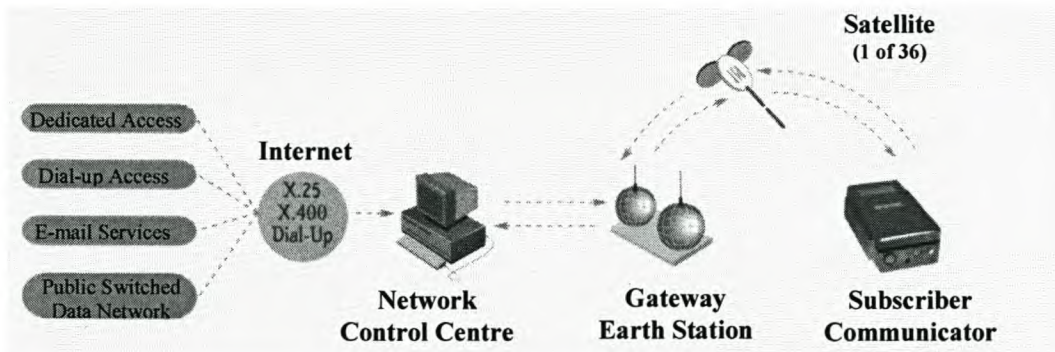 Satellite
(1 of 36)
Dedicated Access
Dial-up Access
E-mail Services
Public Switched
Data Network
Internet
X.25
X.400
Dial-Up
Network
Control Centre
Gateway
Earth Station
Subscriber
Communicator